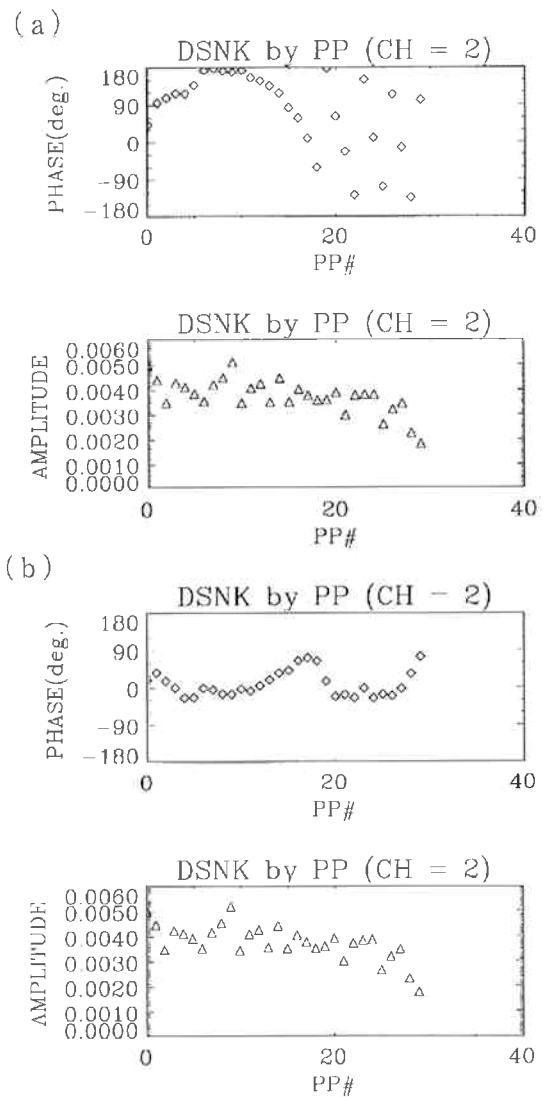 (a)
DSNK by PP (CH = 2)
PHASE(deg.)
180
90
0
-90
-180
0 20 40
PP#
DSNK by PP (CH = 2)
AMPLITUDE
0.0060
0.0050
0.0040
0.0030
0.0020
0.0010
0.0000
0 20 40
PP#
(b)
DSNK by PP (CH - 2)
PHASE(deg.)
180
90
0
-90
-180
0 20 40
PP#
DSNK by PP (CH = 2)
AMPLITUDE
0.0060
0.0050
0.0040
0.0030
0.0020
0.0010
0.0000
0 20 40
PP#